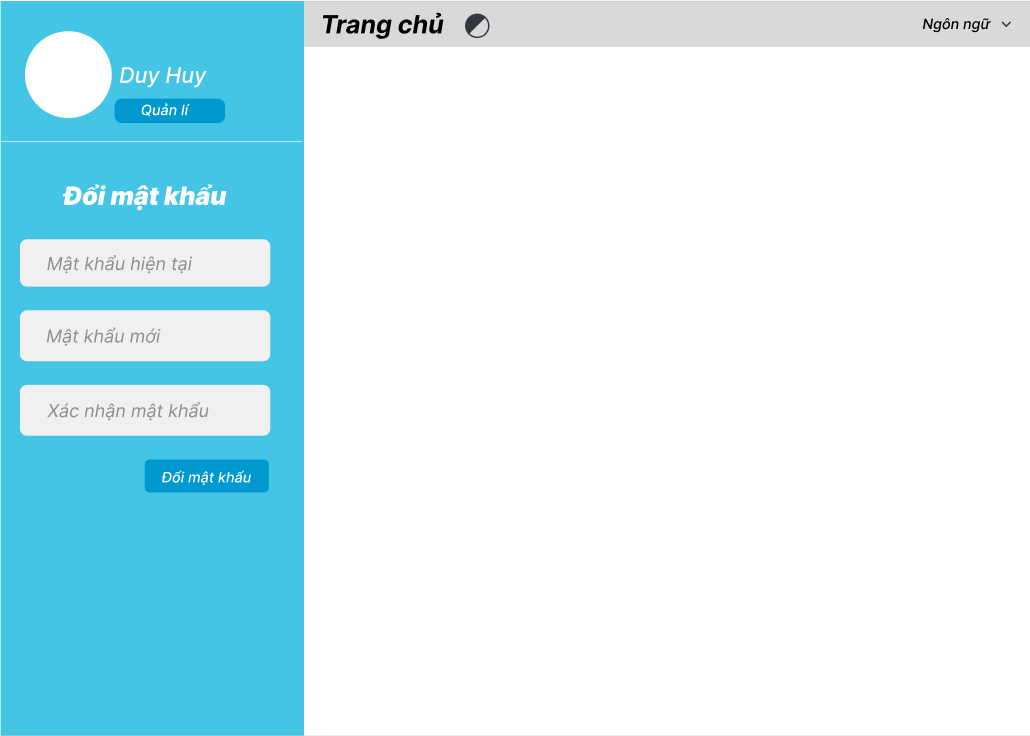 Duy Huy
Quản lí
Đổi mật khẩu
Mật khẩu hiện tại
Mật khẩu mới
Xác nhận mật khẩu
Đổi mật khẩu
Trang chủ
Ngôn ngữ